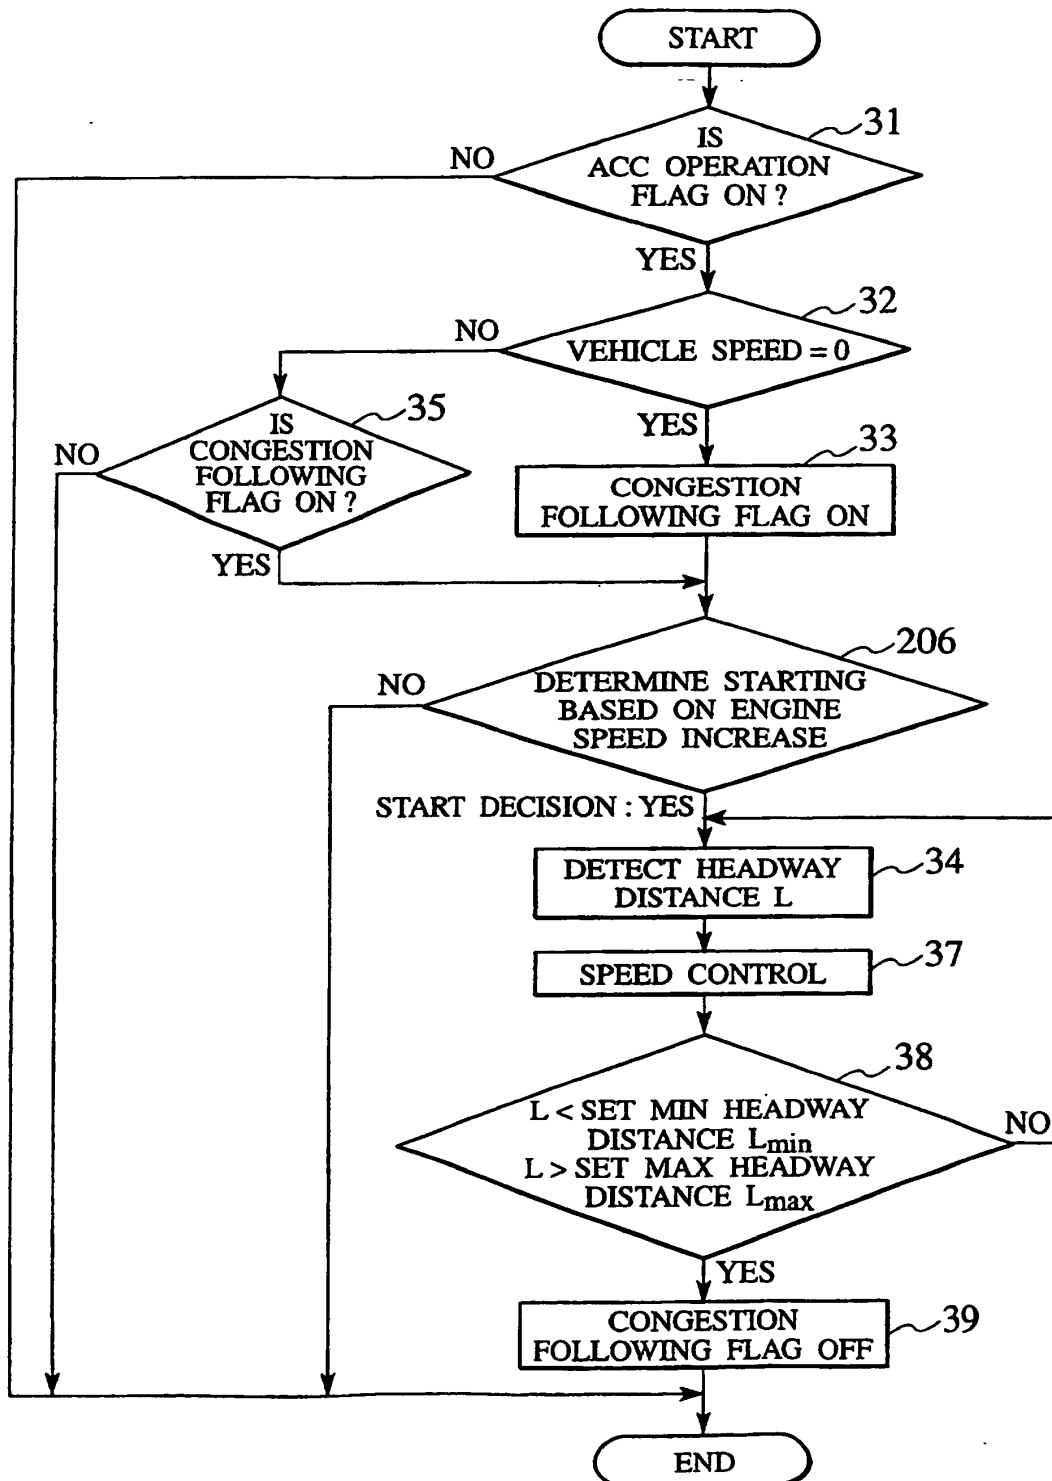 START
31
IS
ACC OPERATION
FLAG ON ?
NO
YES
32
NO
VEHICLE SPEED = 0
YES
35
IS
CONGESTION
FOLLOWING
FLAG ON ?
NO
YES
33
CONGESTION
FOLLOWING FLAG ON
206
NO
DETERMINE STARTING
BASED ON ENGINE
SPEED INCREASE
START DECISION : YES
DETECT HEADWAY
DISTANCE L
34
SPEED CONTROL
37
38
L < SET MIN HEADWAY
DISTANCE Lmin
L > SET MAX HEADWAY
DISTANCE Lmax
NO
YES
CONGESTION
FOLLOWING FLAG OFF
39
END